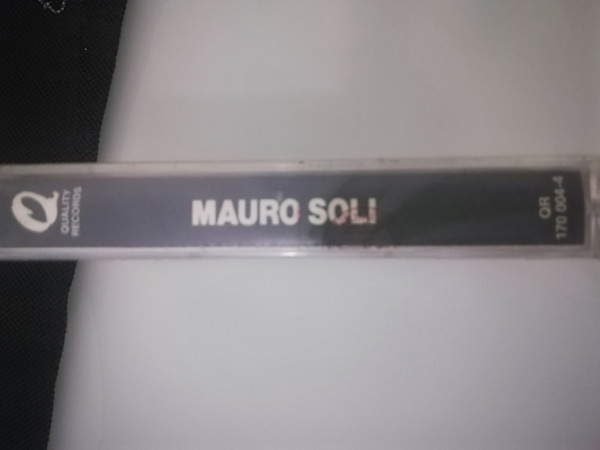 Q
QUALITY
RECORDS
MAURO SOLI
QR
170 004-4